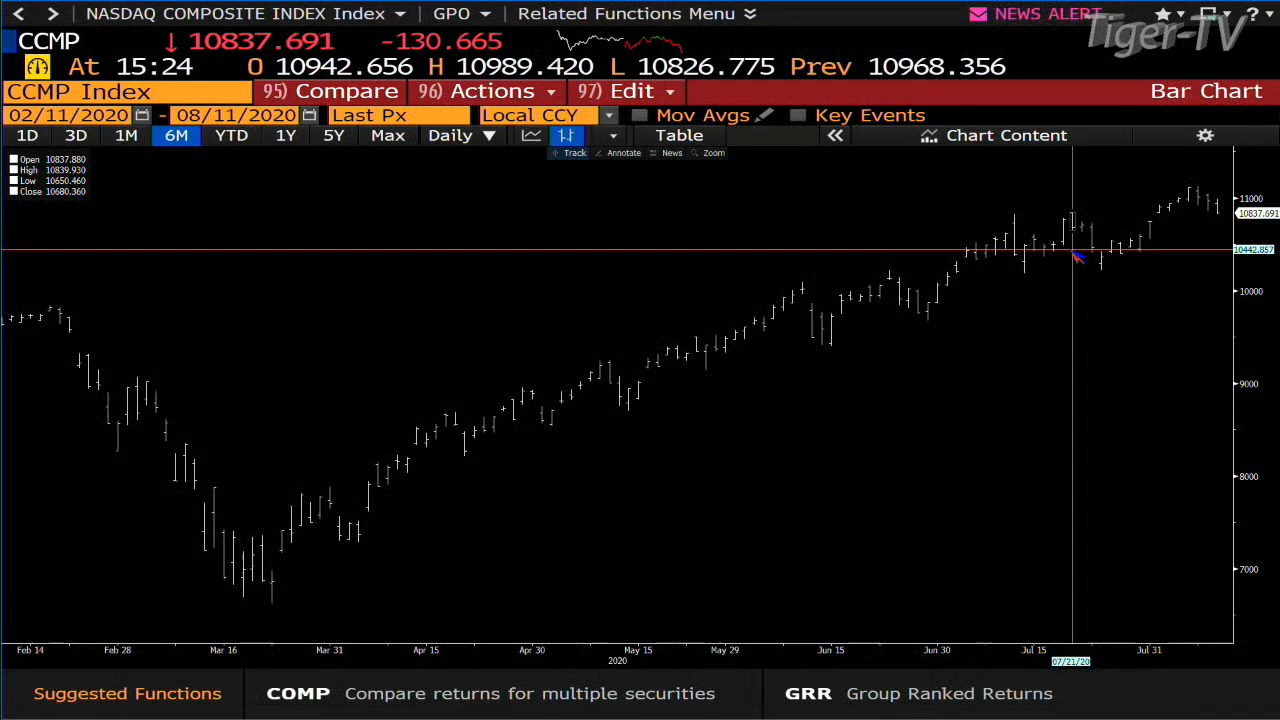 NASDAQ COMPOSITE INDEX Index GPO Related Functions Menu NEWS ALERT ?
Tiger-TV
CCMP 10837.691 -130.665
At 15:24 O 10942.656 H 10989.420 L 10826.775 Prev 10968.356
CCMP Index 95) Compare 96) Actions 97) Edit Bar Chart
02/11/2020 - 08/11/2020 Last Px Local CCY Mov Avgs Key Events
1D 3D 1M 6M YTD 1Y 5Y Max Daily Table Chart Content
Track Annotate News Zoom
Open 10837.880
High 10839.930
Low 10650.460
Close 10680.360
11000
10837.691
10442.857
10000
9000
8000
7000
Feb 14 Feb 28 Mar 16 Mar 31 Apr 15 Apr 30 May 15 May 29 Jun 15 Jun 30 Jul 15 Jul 31
2020 07/21/20
Suggested Functions COMP Compare returns for multiple securities GRR Group Ranked Returns